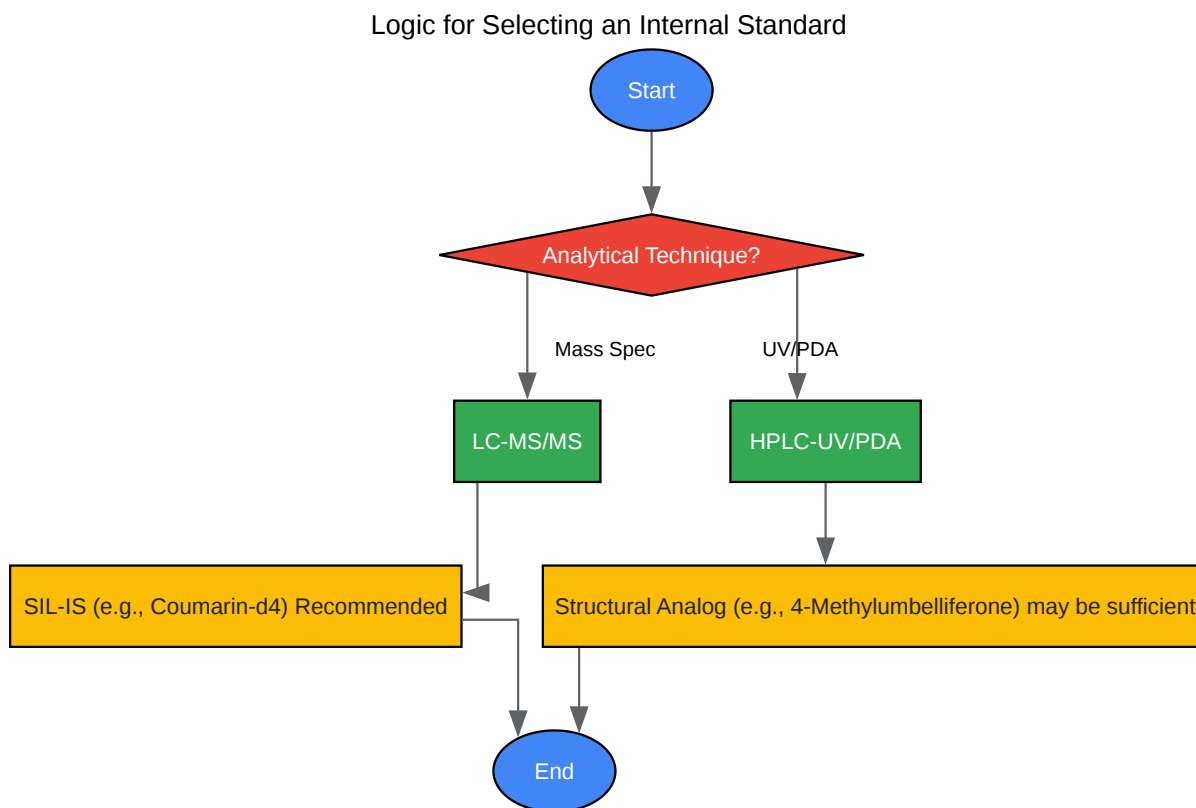 Logic for Selecting an Internal Standard
Start
Analytical Technique?
Mass Spec
UV/PDA
LC-MS/MS
HPLC-UV/PDA
SIL-IS (e.g., Coumarin-d4) Recommended
Structural Analog (e.g., 4-Methylumbelliferone) may be sufficient
End